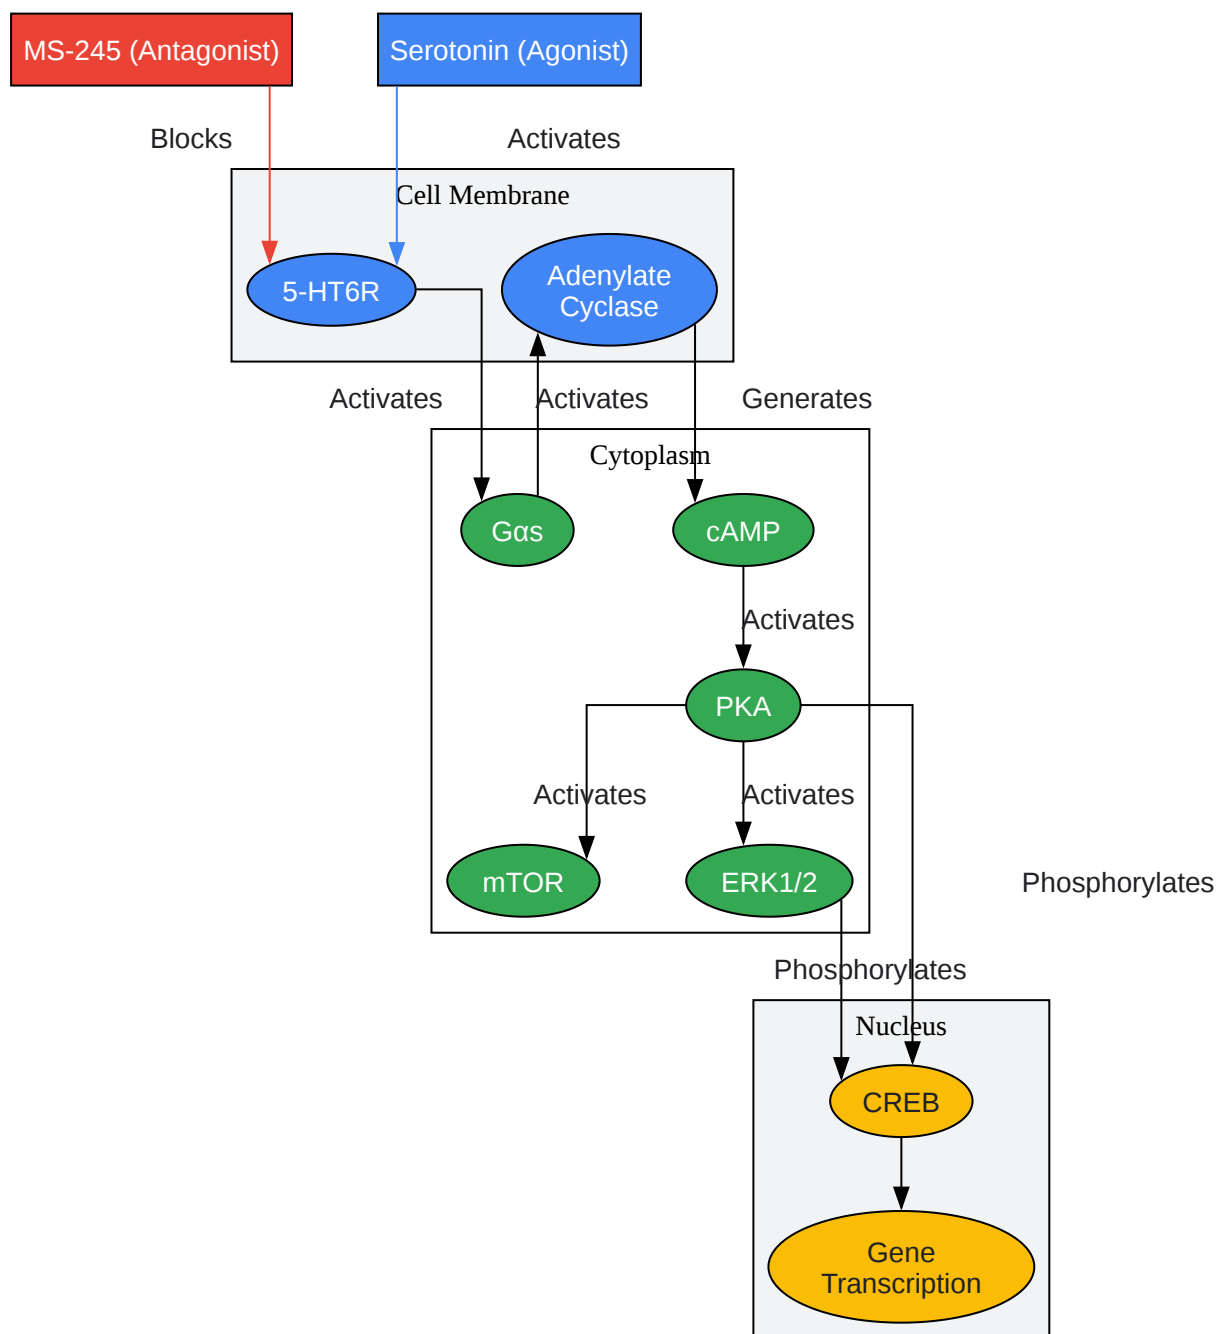 MS-245 (Antagonist)
Serotonin (Agonist)
Blocks
Activates
Cell Membrane
5-HT6R
Adenylate
Cyclase
Activates
Activates
Generates
Cytoplasm
Gαs
cAMP
Activates
PKA
Activates
Activates
mTOR
ERK1/2
Phosphorylates
Phosphorylates
Nucleus
CREB
Gene
Transcription